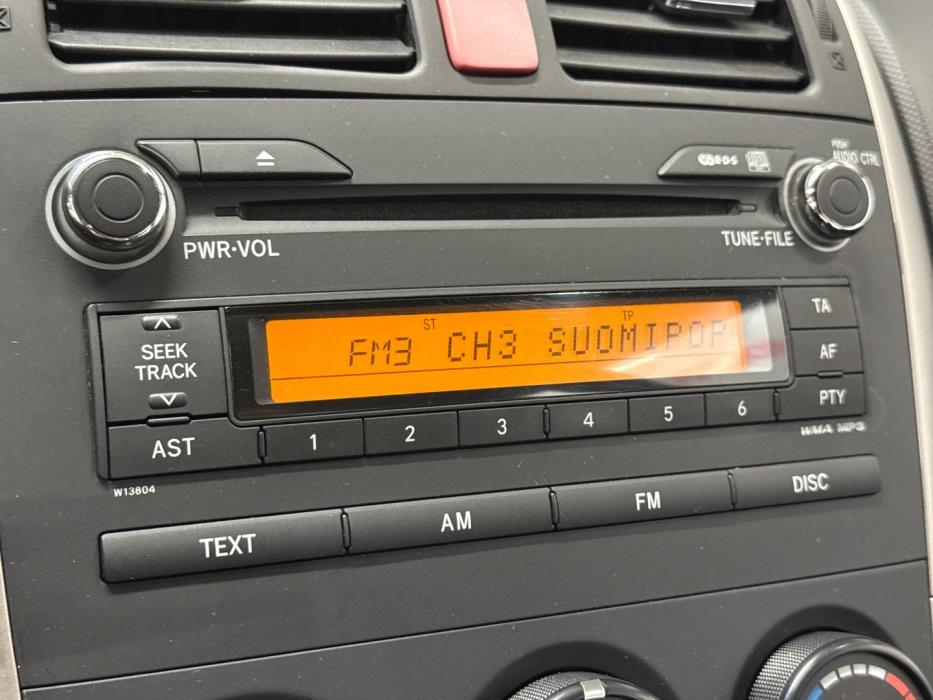 PUSH
AUDIO CTRL
RDS
PWR•VOL
TUNE•FILE
ST
TP
TA
SEEK
TRACK
FM3 CH3 SUOMIPOP
AF
PTY
AST
1 2 3 4 5 6
WMA MP3
W13804
TEXT AM FM DISC